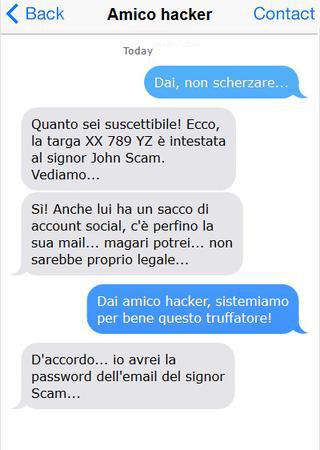 Back
Amico hacker
Contact
Today
Dai, non scherzare...
Quanto sei suscettibile! Ecco,
la targa XX 789 YZ è intestata
al signor John Scam.
Vediamo...
Sì! Anche lui ha un sacco di
account social, c'è perfino la
sua mail... magari potrei... non
sarebbe proprio legale...
Dai amico hacker, sistemiamo
per bene questo truffatore!
D'accordo... io avrei la
password dell'email del signor
Scam...